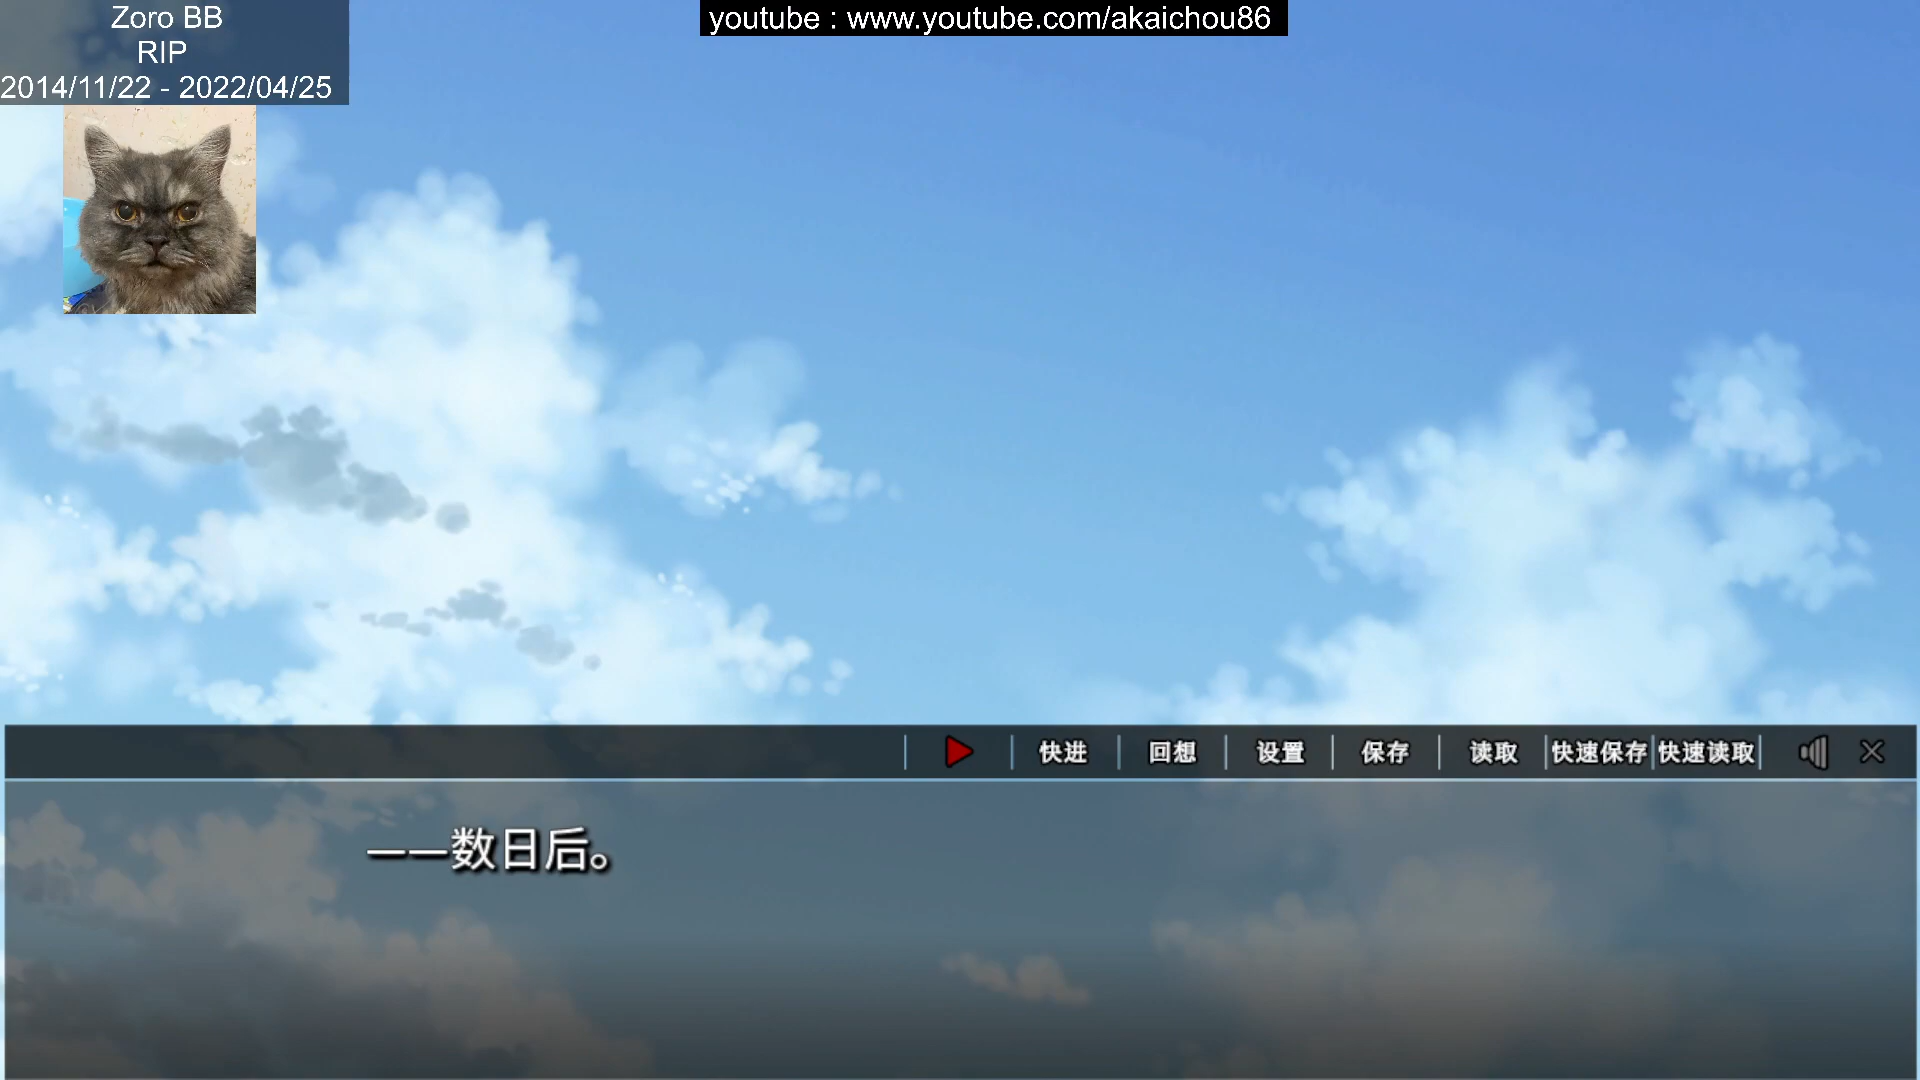 Zoro BB
RIP
2014/11/22 - 2022/04/25
youtube : www.youtube.com/akaichou86
快进 回想 设置 保存 读取 快速保存 快速读取
——数日后。